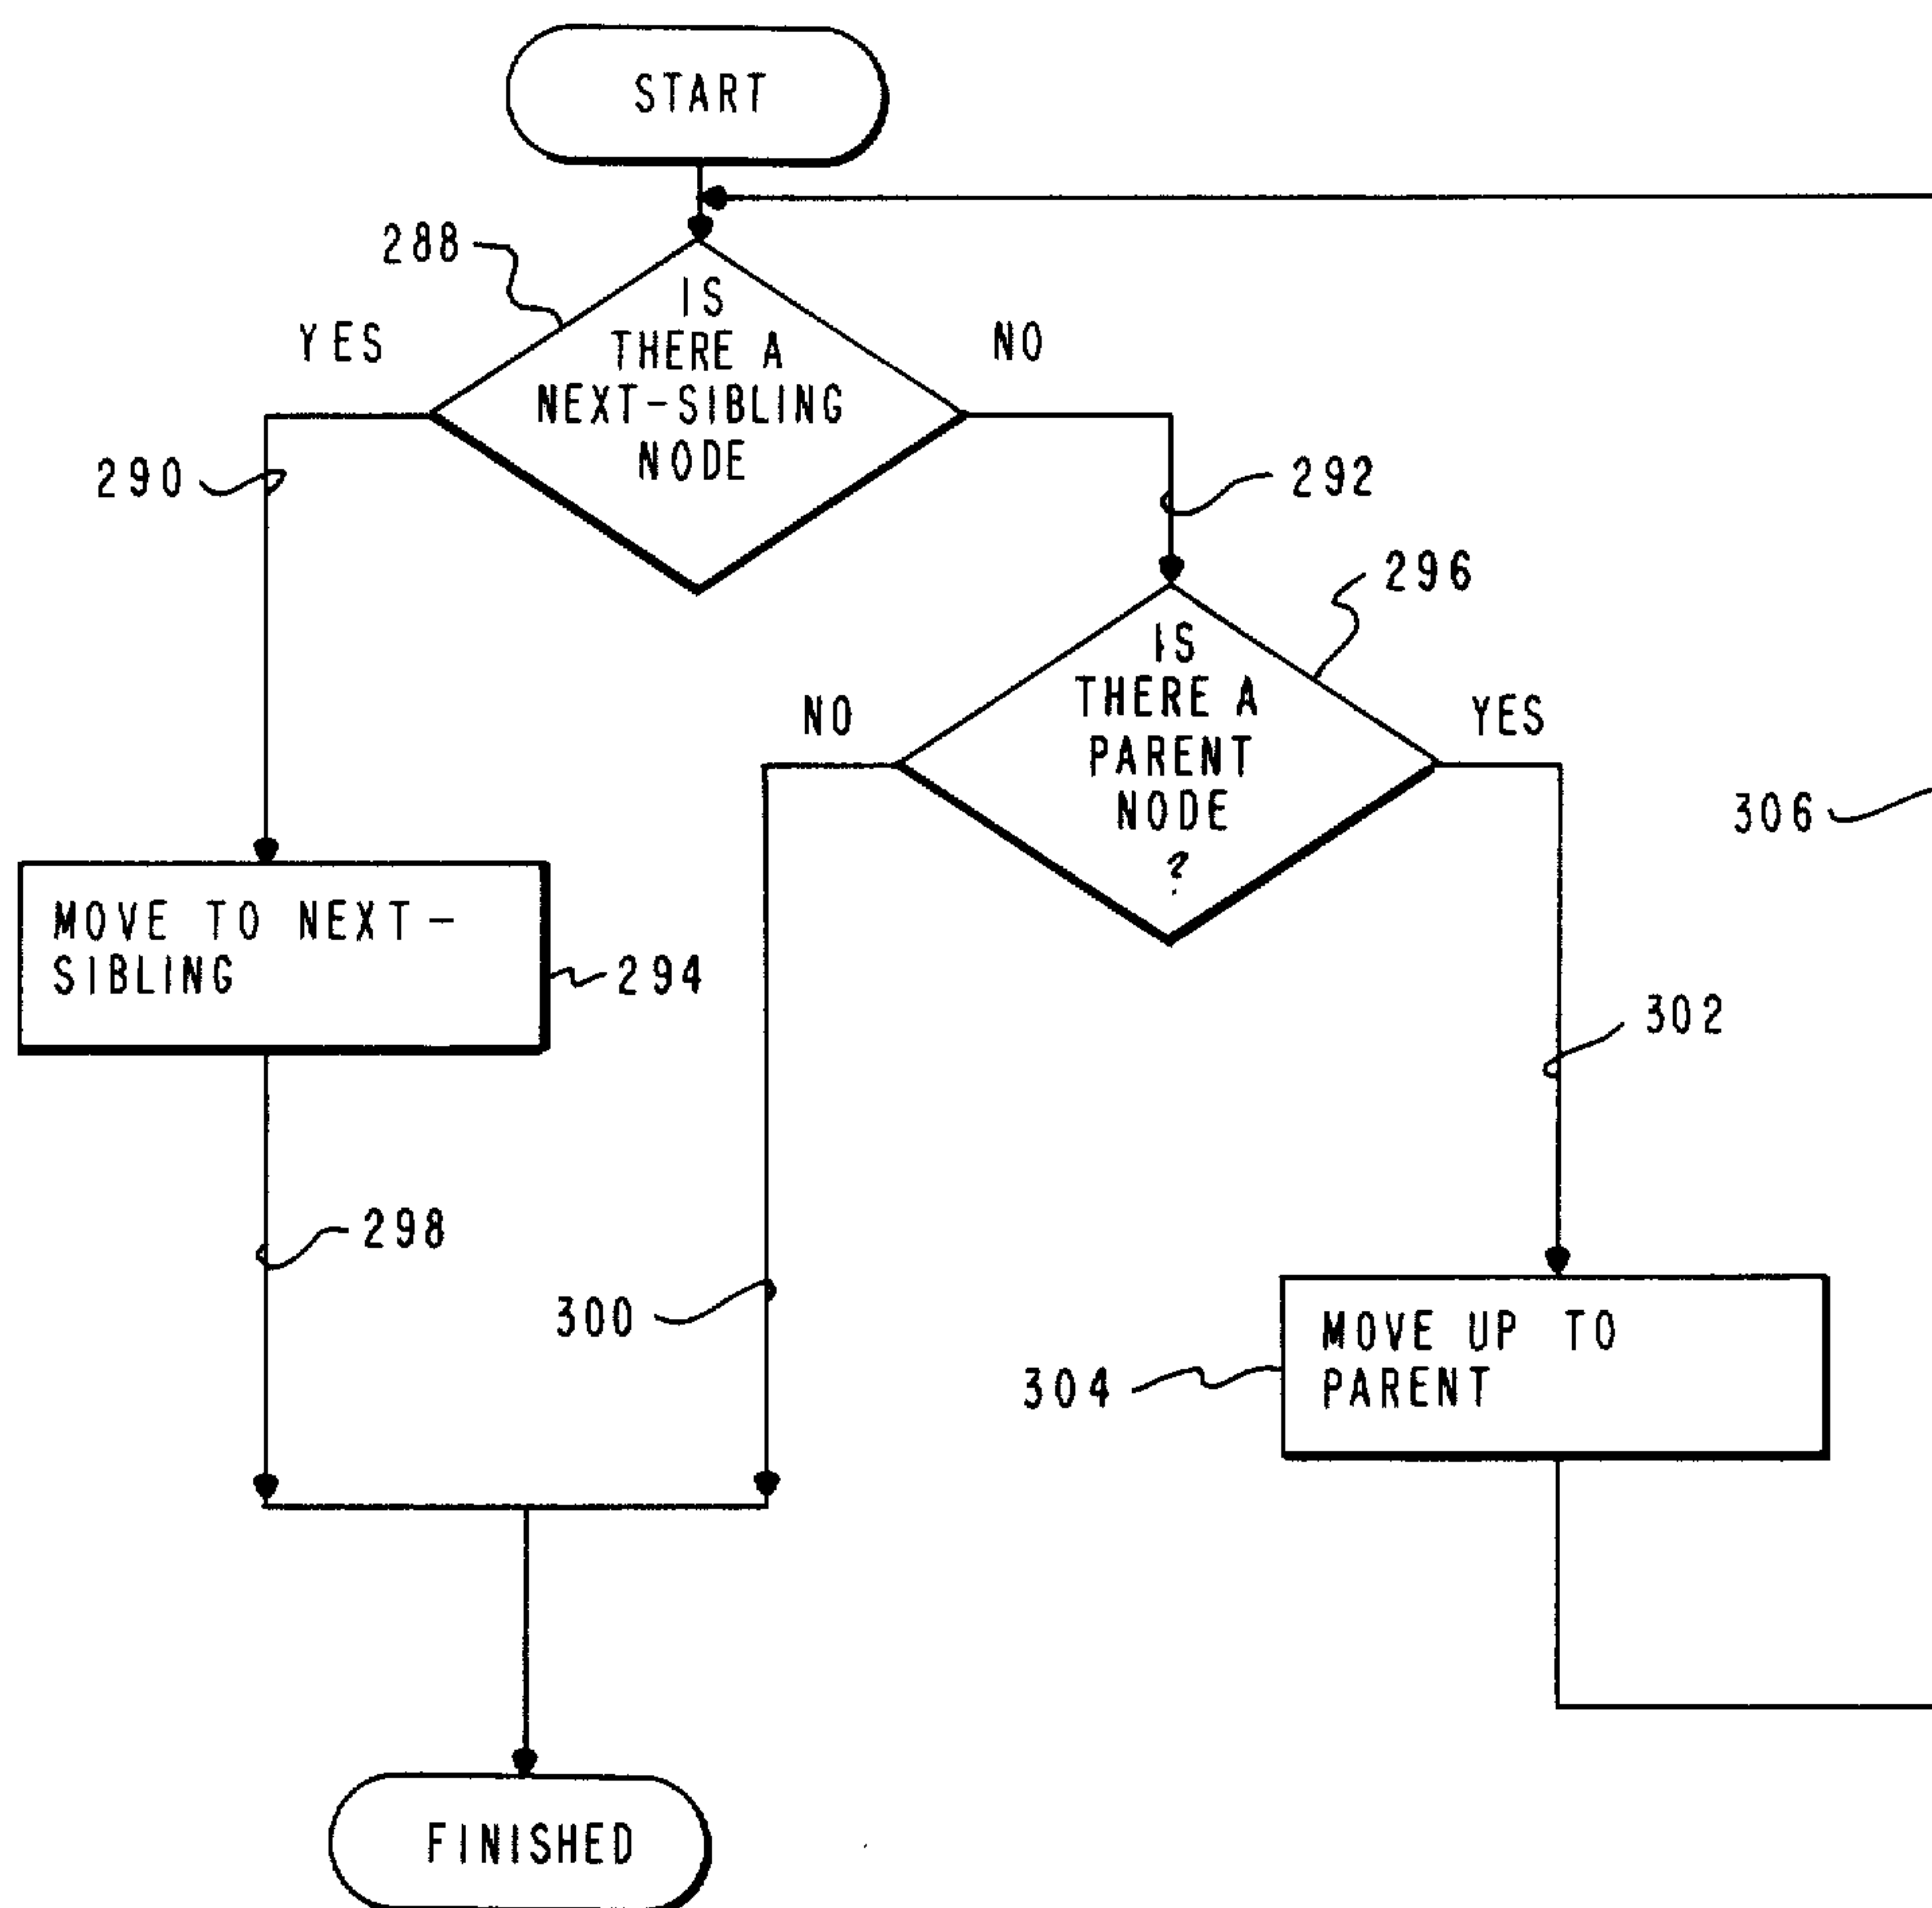 START
288
YES
IS
THERE A
NEXT-SIBLING
NODE
NO
290
292
296
IS
THERE A
PARENT
NODE
?
NO
YES
306
MOVE TO NEXT-
SIBLING
294
302
298
300
304
MOVE UP TO
PARENT
FINISHED